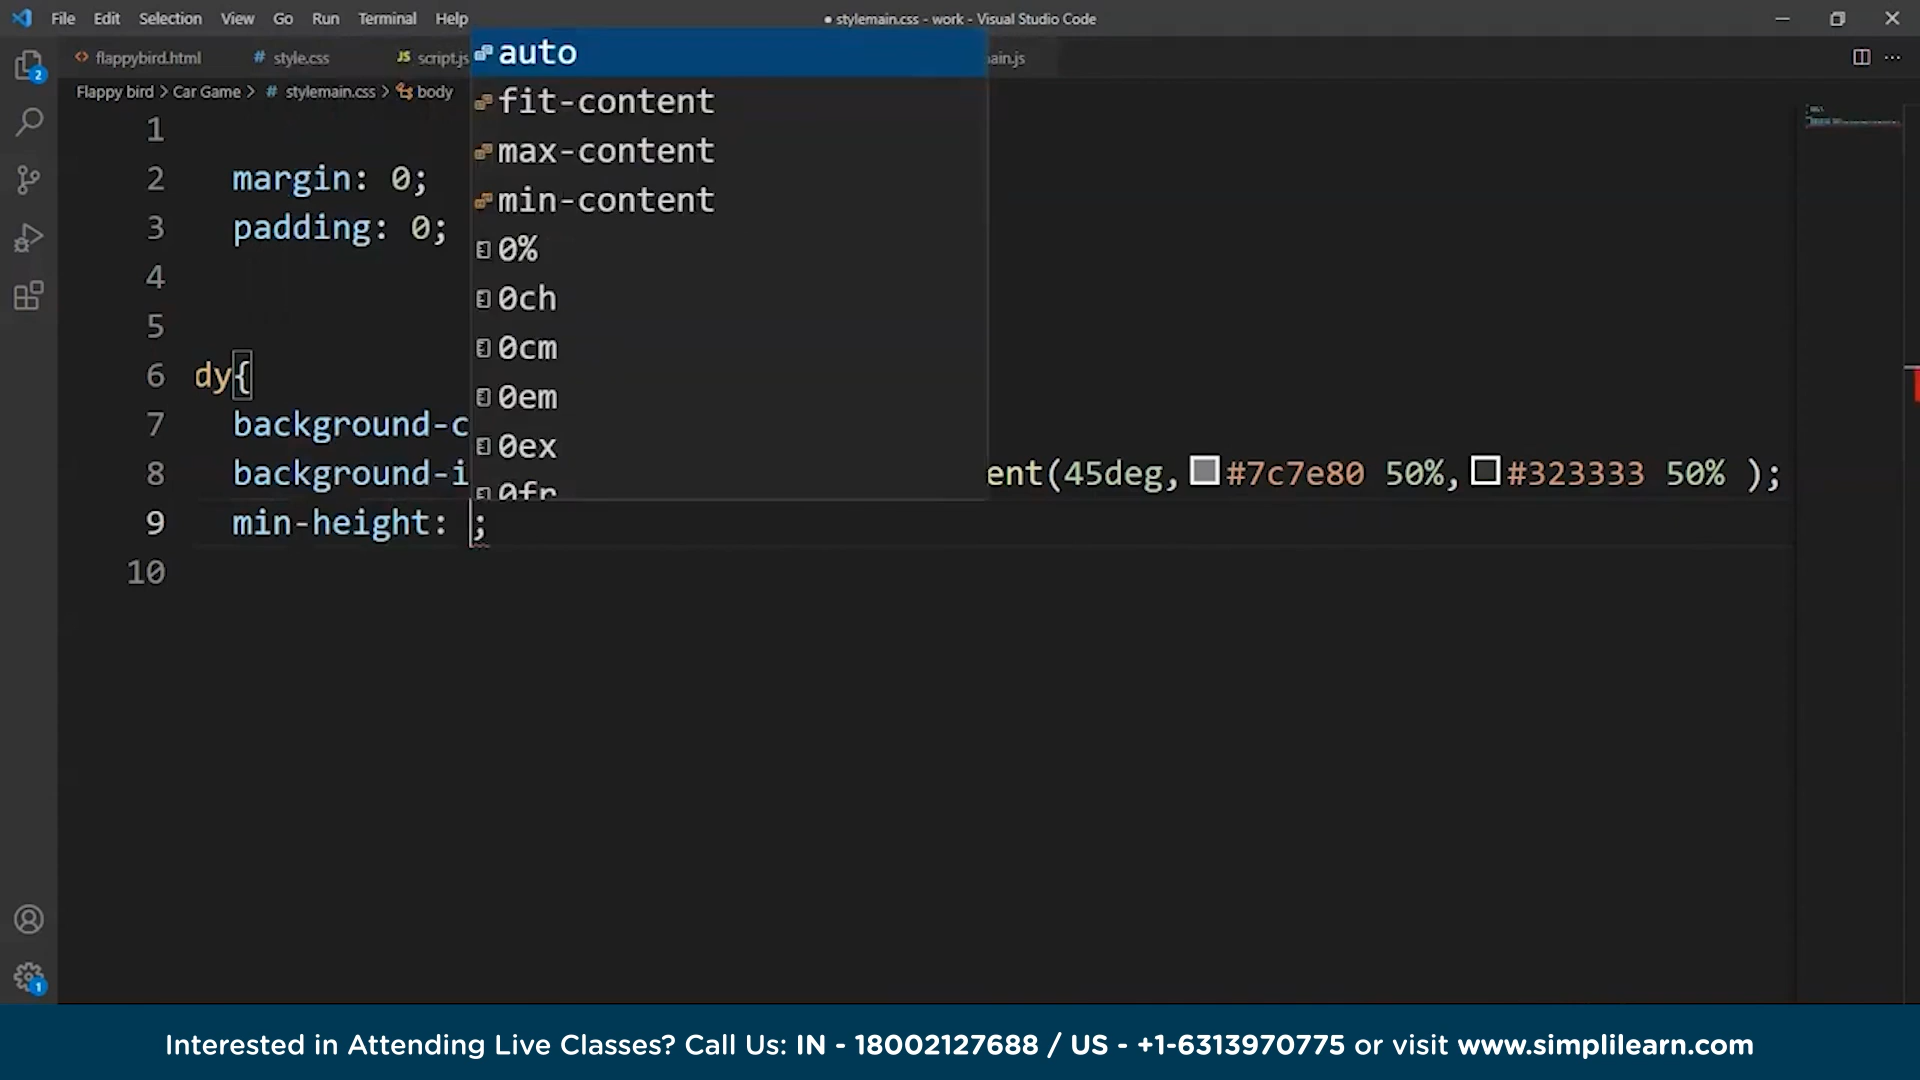 File Edit Selection View Go Run Terminal Help
● stylemain.css - work - Visual Studio Code
<> flappybird.html # style.css JS script.js ain.js ...
Flappy bird > Car Game > # stylemain.css > body
2
1
2 margin: 0;
3 padding: 0;
4
5
6 dy{
7 background-c
8 background-i ent(45deg, #7c7e80 50%, #323333 50% );
9 min-height: ;
10
auto
fit-content
max-content
min-content
0%
0ch
0cm
0em
0ex
0fr
1
Interested in Attending Live Classes? Call Us: IN - 18002127688 / US - +1-6313970775 or visit www.simplilearn.com